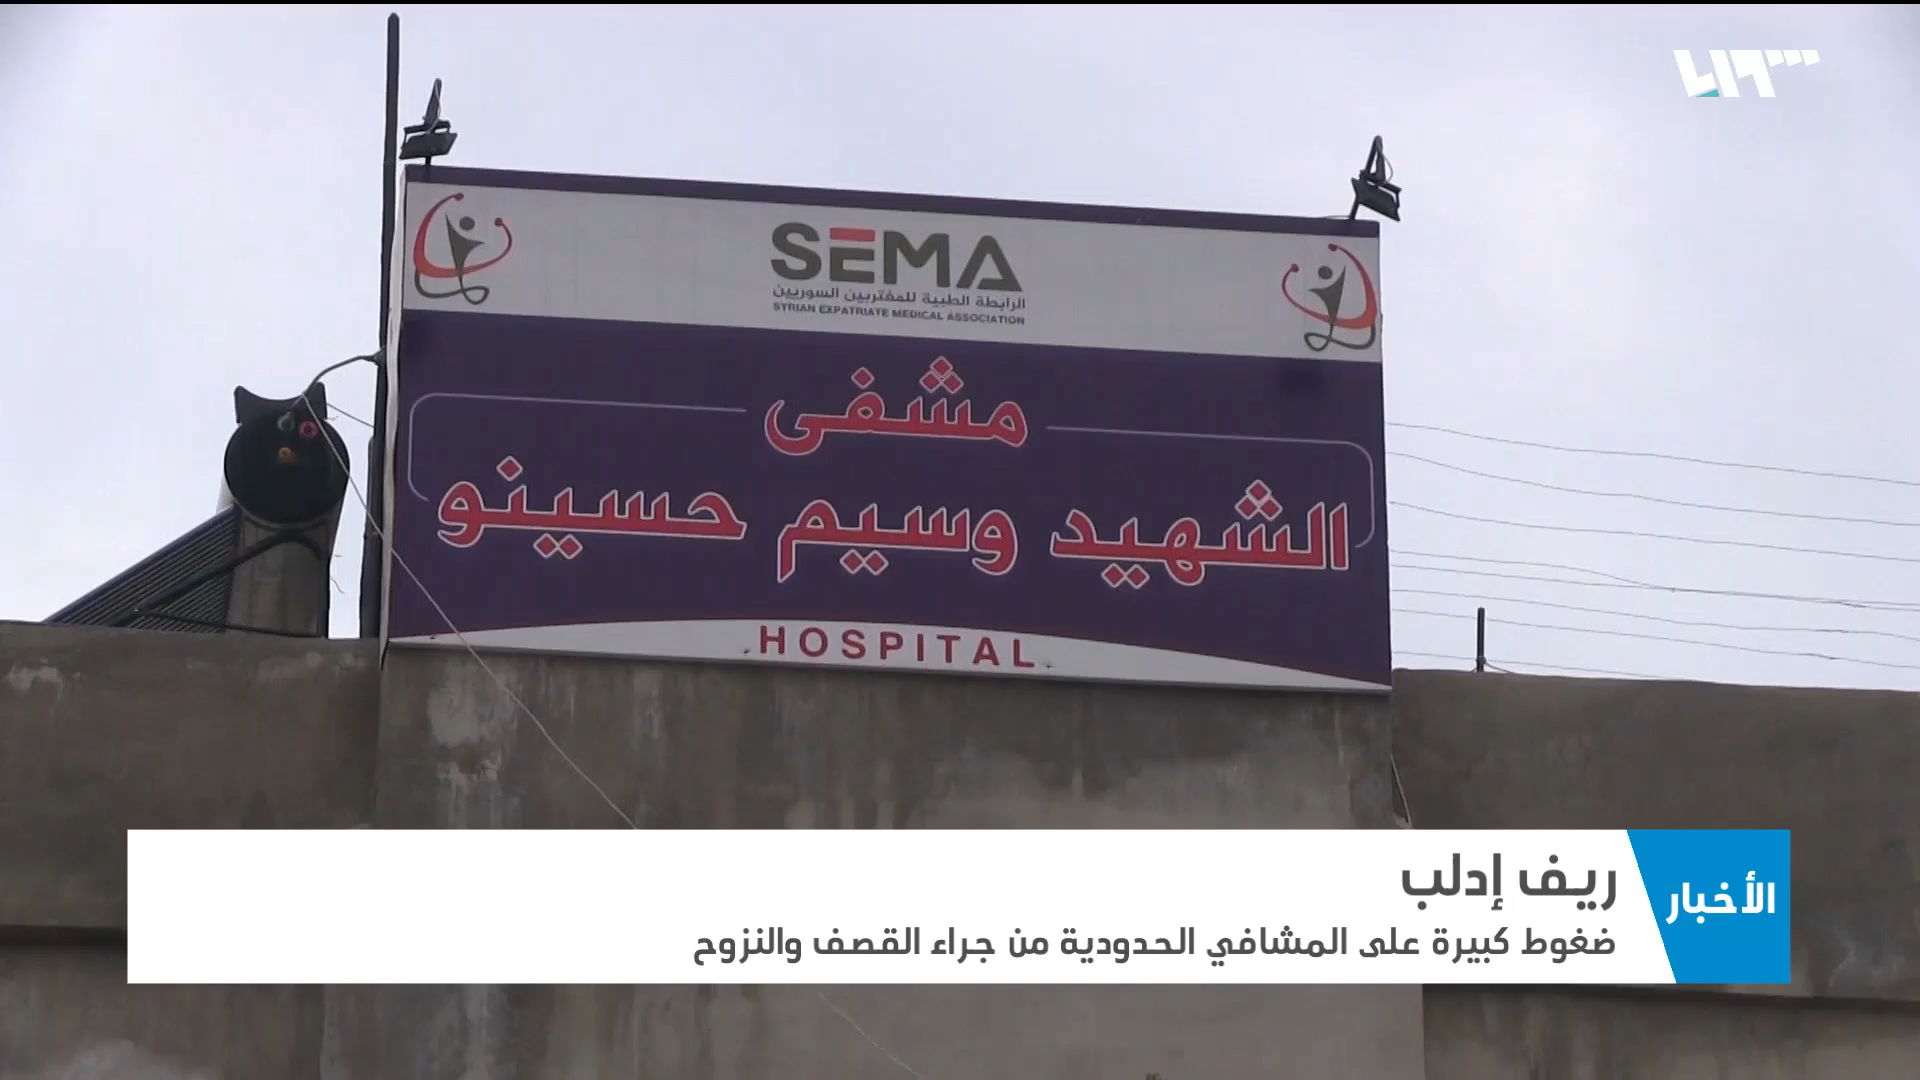 سوريا
SEMA
الرابطة الطبية للمغتربين السوريين
SYRIAN EXPATRIATE MEDICAL ASSOCIATION
مشفى
الشهيد وسيم حسينو
HOSPITAL
الأخبار
ريف إدلب
ضغوط كبيرة على المشافي الحدودية من جراء القصف والنزوح